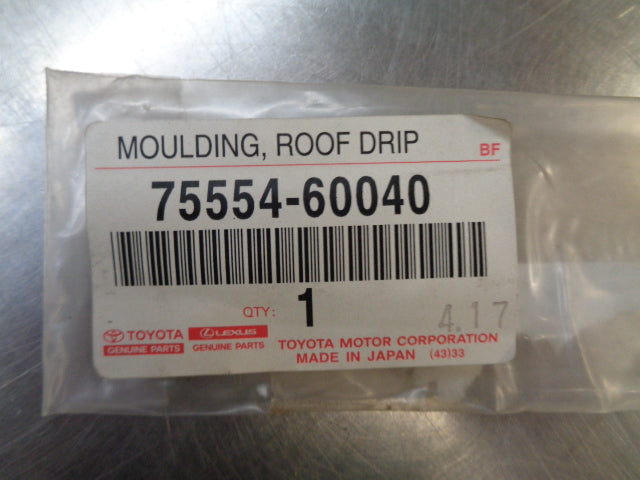 MOULDING, ROOF DRIP
BF
75554-60040
QTY: 1
4.17
TOYOTA
GENUINE PARTS
LEXUS
GENUINE PARTS
TOYOTA MOTOR CORPORATION
MADE IN JAPAN (43)33